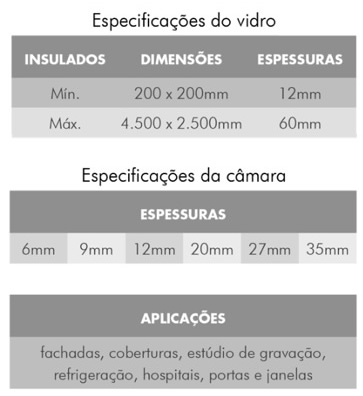 Especificações do vidro
INSULADOS DIMENSÕES ESPESSURAS
Mín. 200 x 200mm 12mm
Máx. 4.500 x 2.500mm 60mm
Especificações da câmara
ESPESSURAS
6mm 9mm 12mm 20mm 27mm 35mm
APLICAÇÕES
fachadas, coberturas, estúdio de gravação,
refrigeração, hospitais, portas e janelas